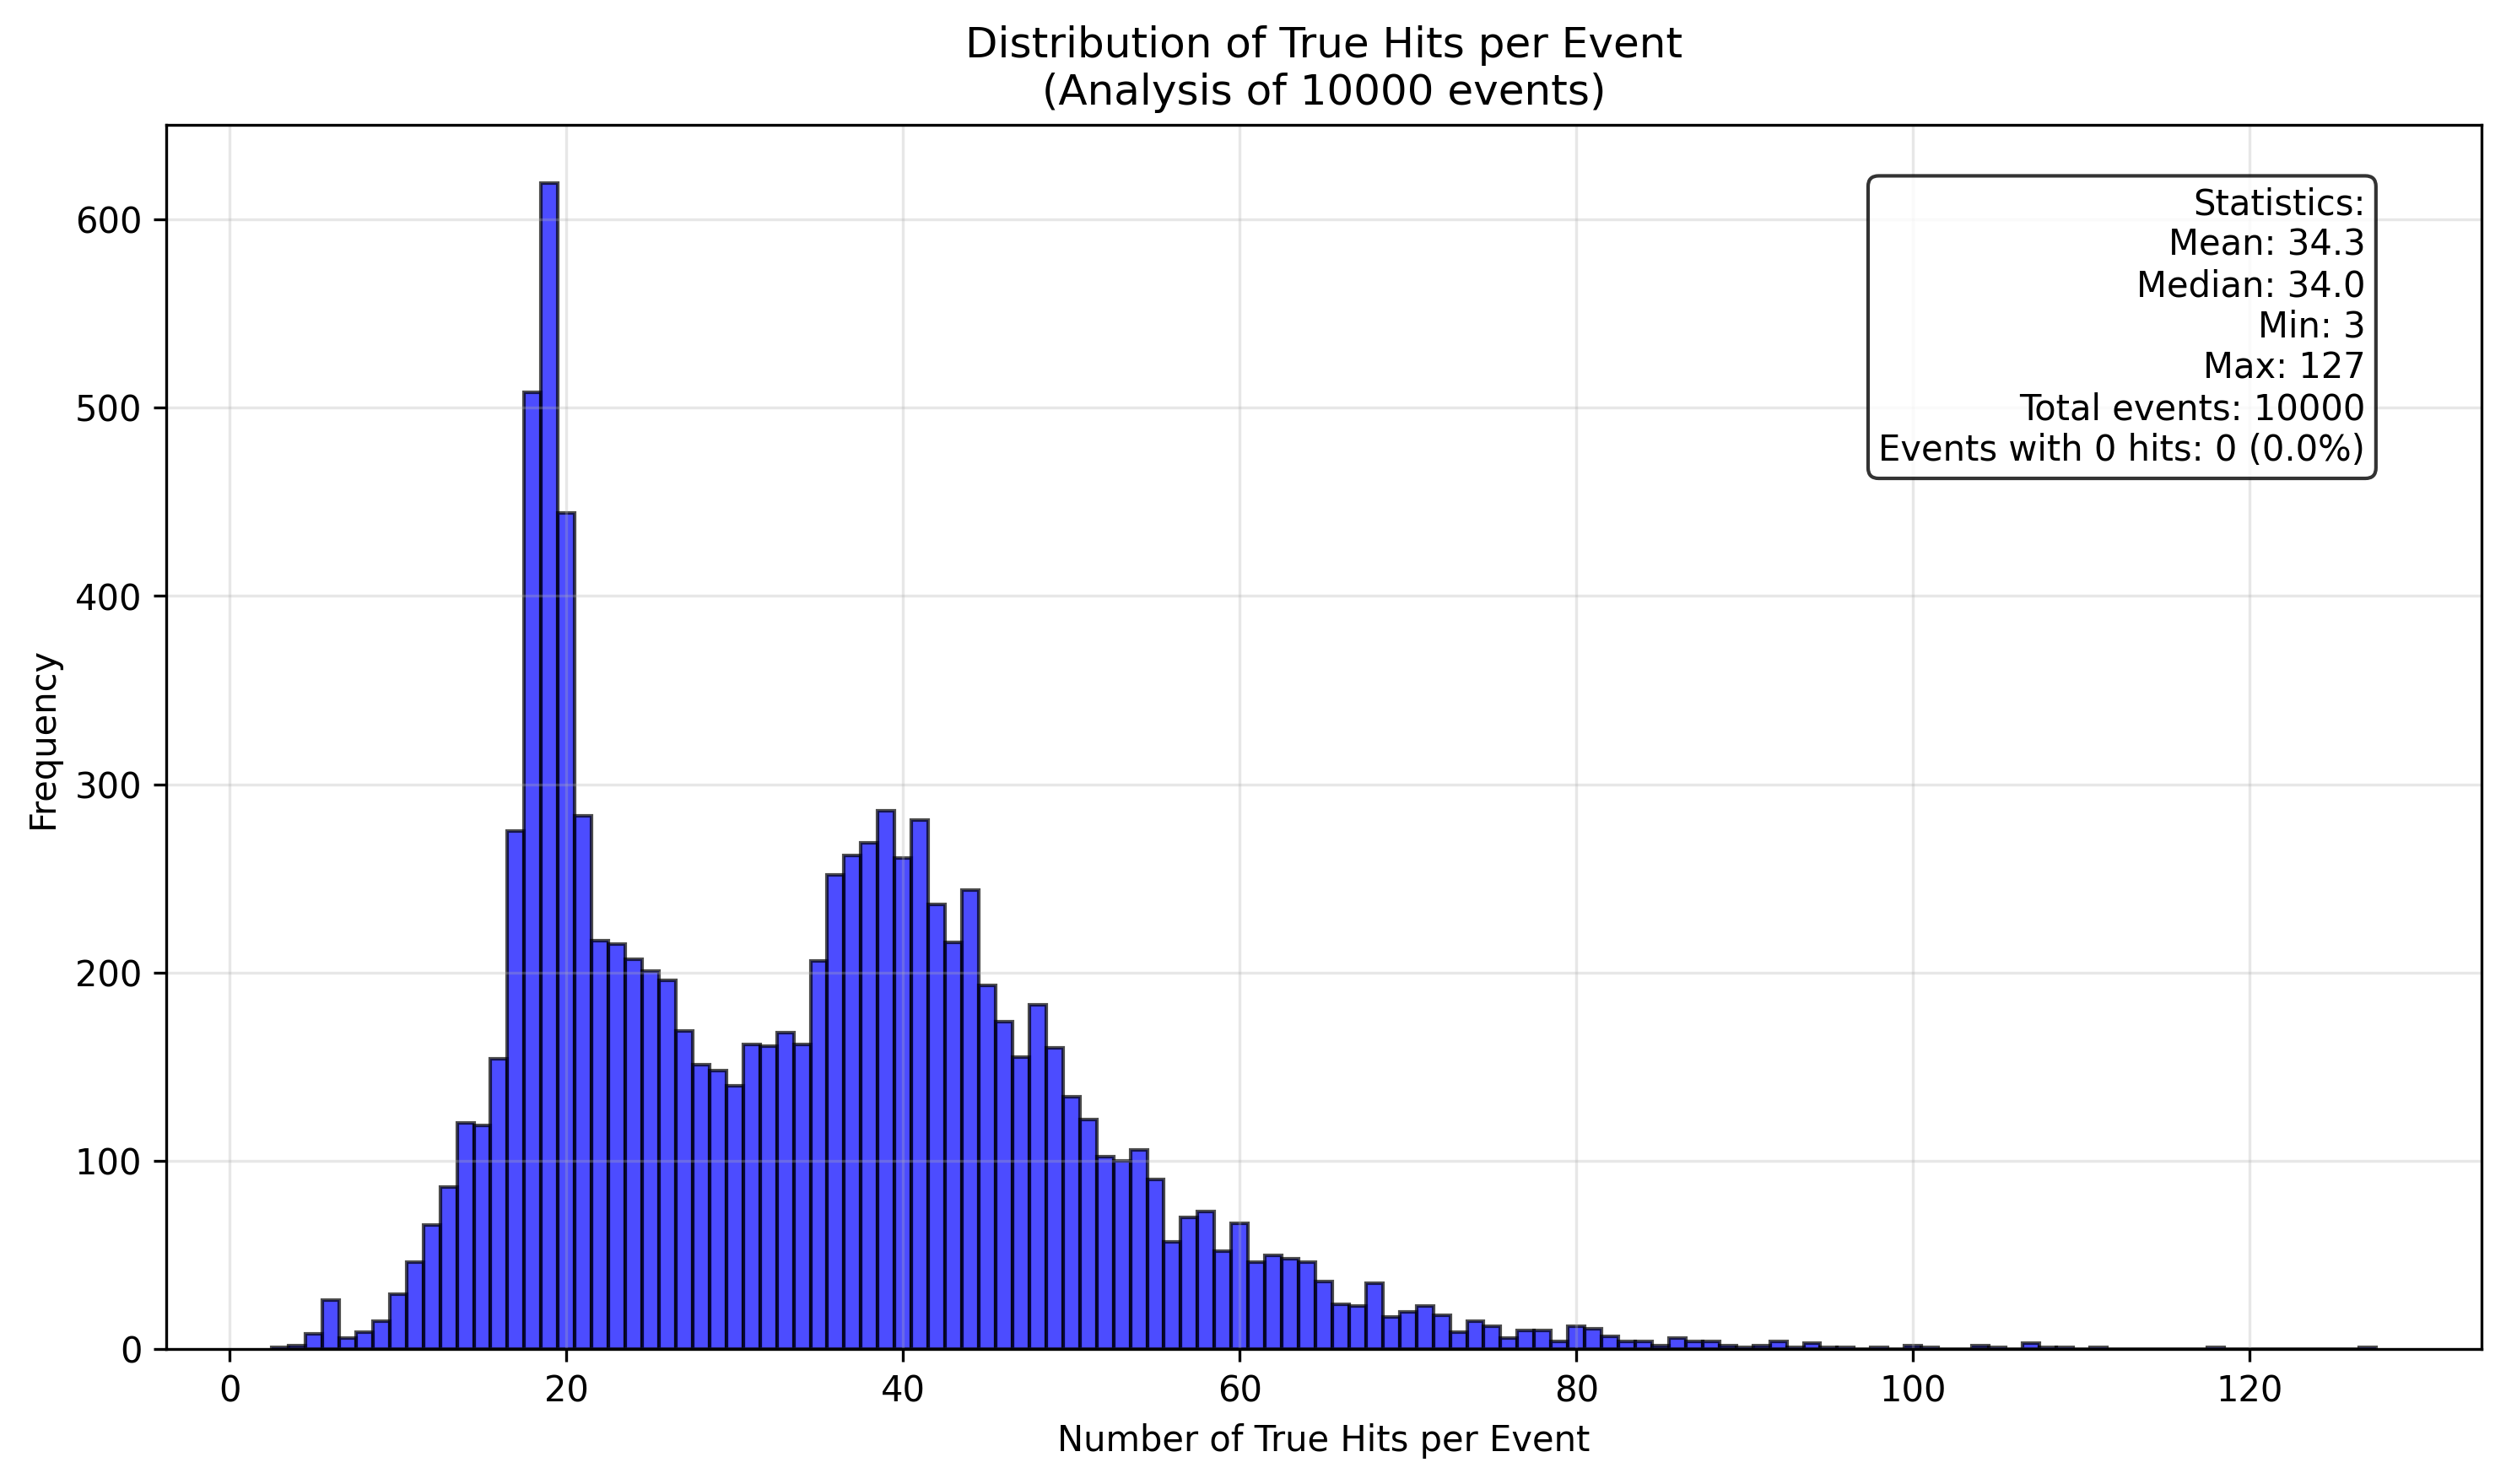 Distribution of True Hits per Event
(Analysis of 10000 events)
Statistics:
Mean: 34.3
Median: 34.0
Min: 3
Max: 127
Total events: 10000
Events with 0 hits: 0 (0.0%)
Frequency
600
500
400
300
200
100
0
0 20 40 60 80 100 120
Number of True Hits per Event